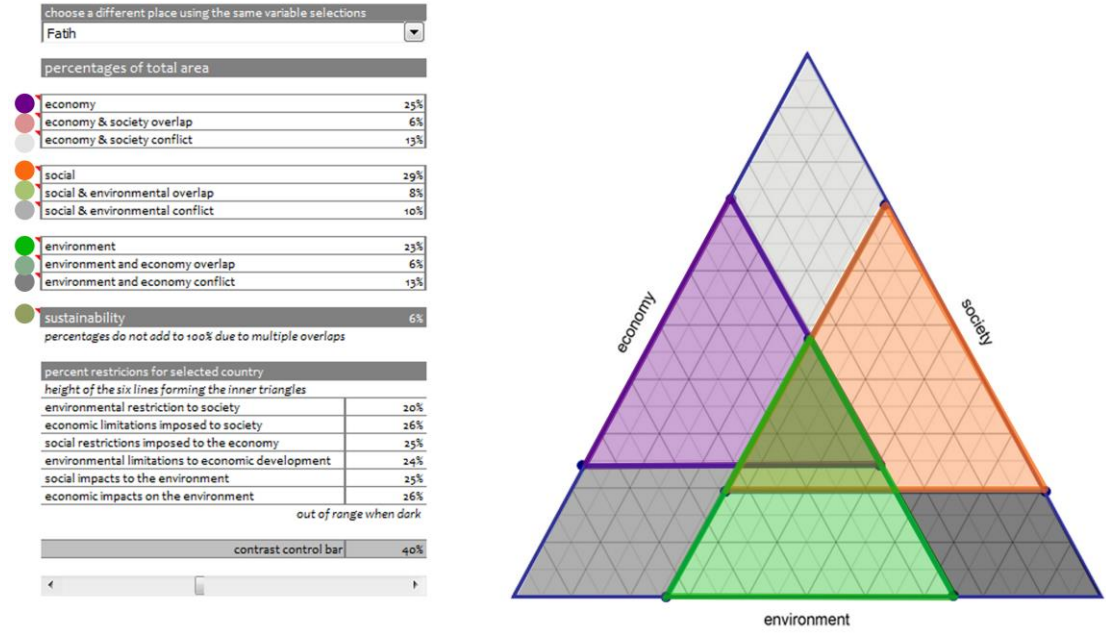 choose a different place using the same variable selections
Fatih
percentages of total area
economy 25%
economy & society overlap 6%
economy & society conflict 13%
social 29%
social & environmental overlap 8%
social & environmental conflict 10%
environment 23%
environment and economy overlap 6%
environment and economy conflict 13%
sustainability 6%
percentages do not add to 100% due to multiple overlaps
percent restricions for selected country
height of the six lines forming the inner triangles
environmental restriction to society 20%
economic limitations imposed to society 26%
social restrictions imposed to the economy 25%
environmental limitations to economic development 24%
social impacts to the environment 25%
economic impacts on the environment 26%
out of range when dark
contrast control bar 40%
economy
society
environment